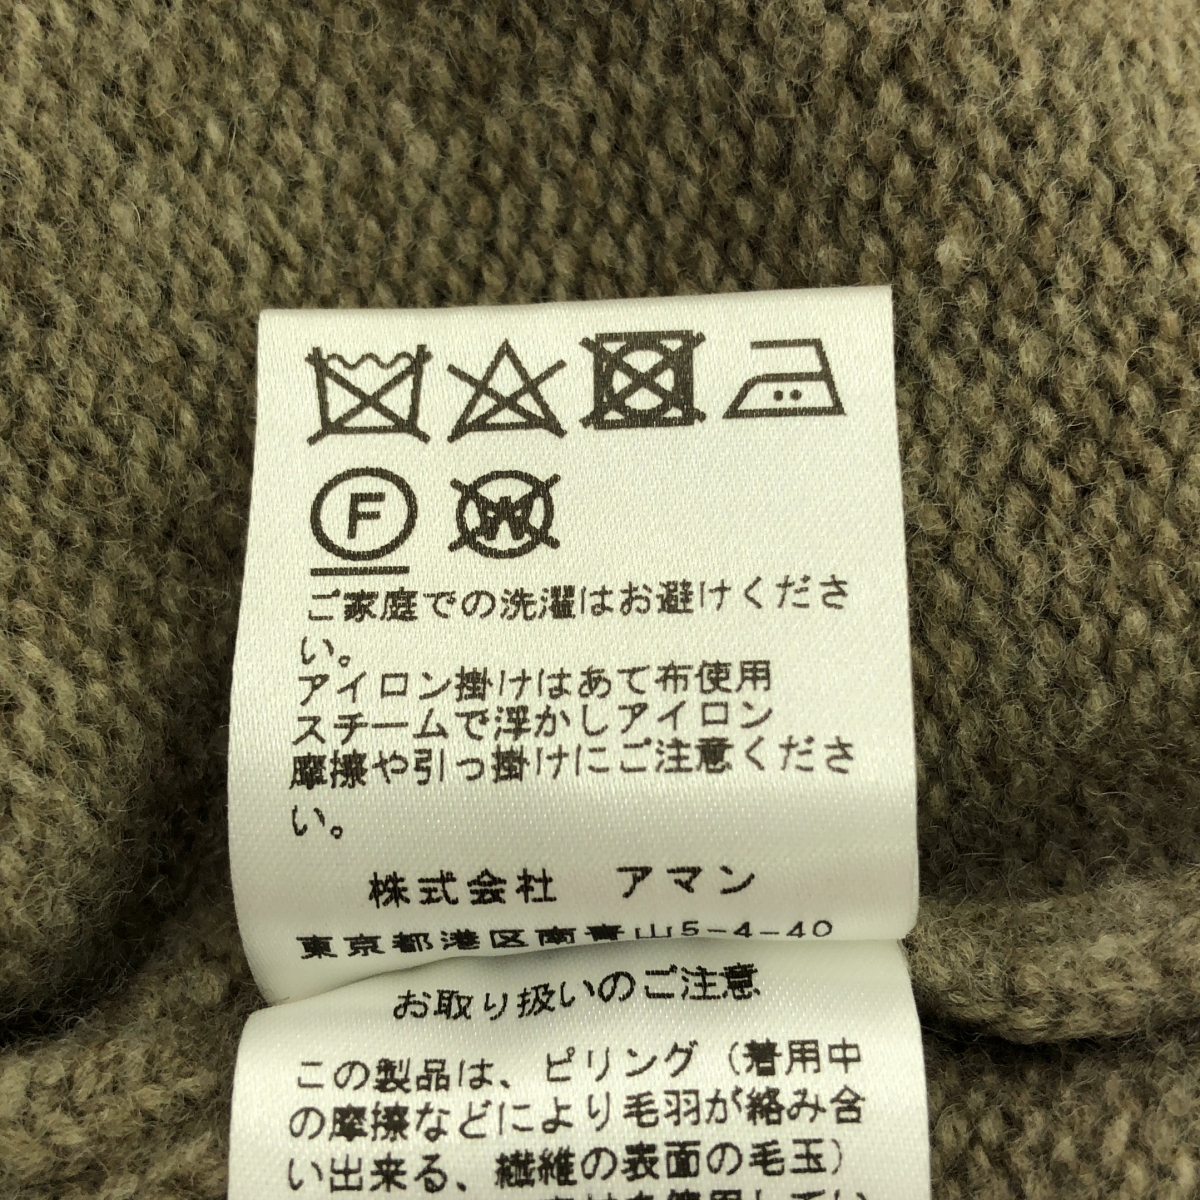 F
W
ご家庭での洗濯はお避けくださ
い。
アイロン掛けはあて布使用
スチームで浮かしアイロン
摩擦や引っ掛けにご注意くださ
い。
株式会社 アマン
東京都港区南青山5-4-40
お取り扱いのご注意
この製品は、ピリング（着用中
の摩擦などにより毛羽が絡み合
い出来る、繊維の表面の毛玉）